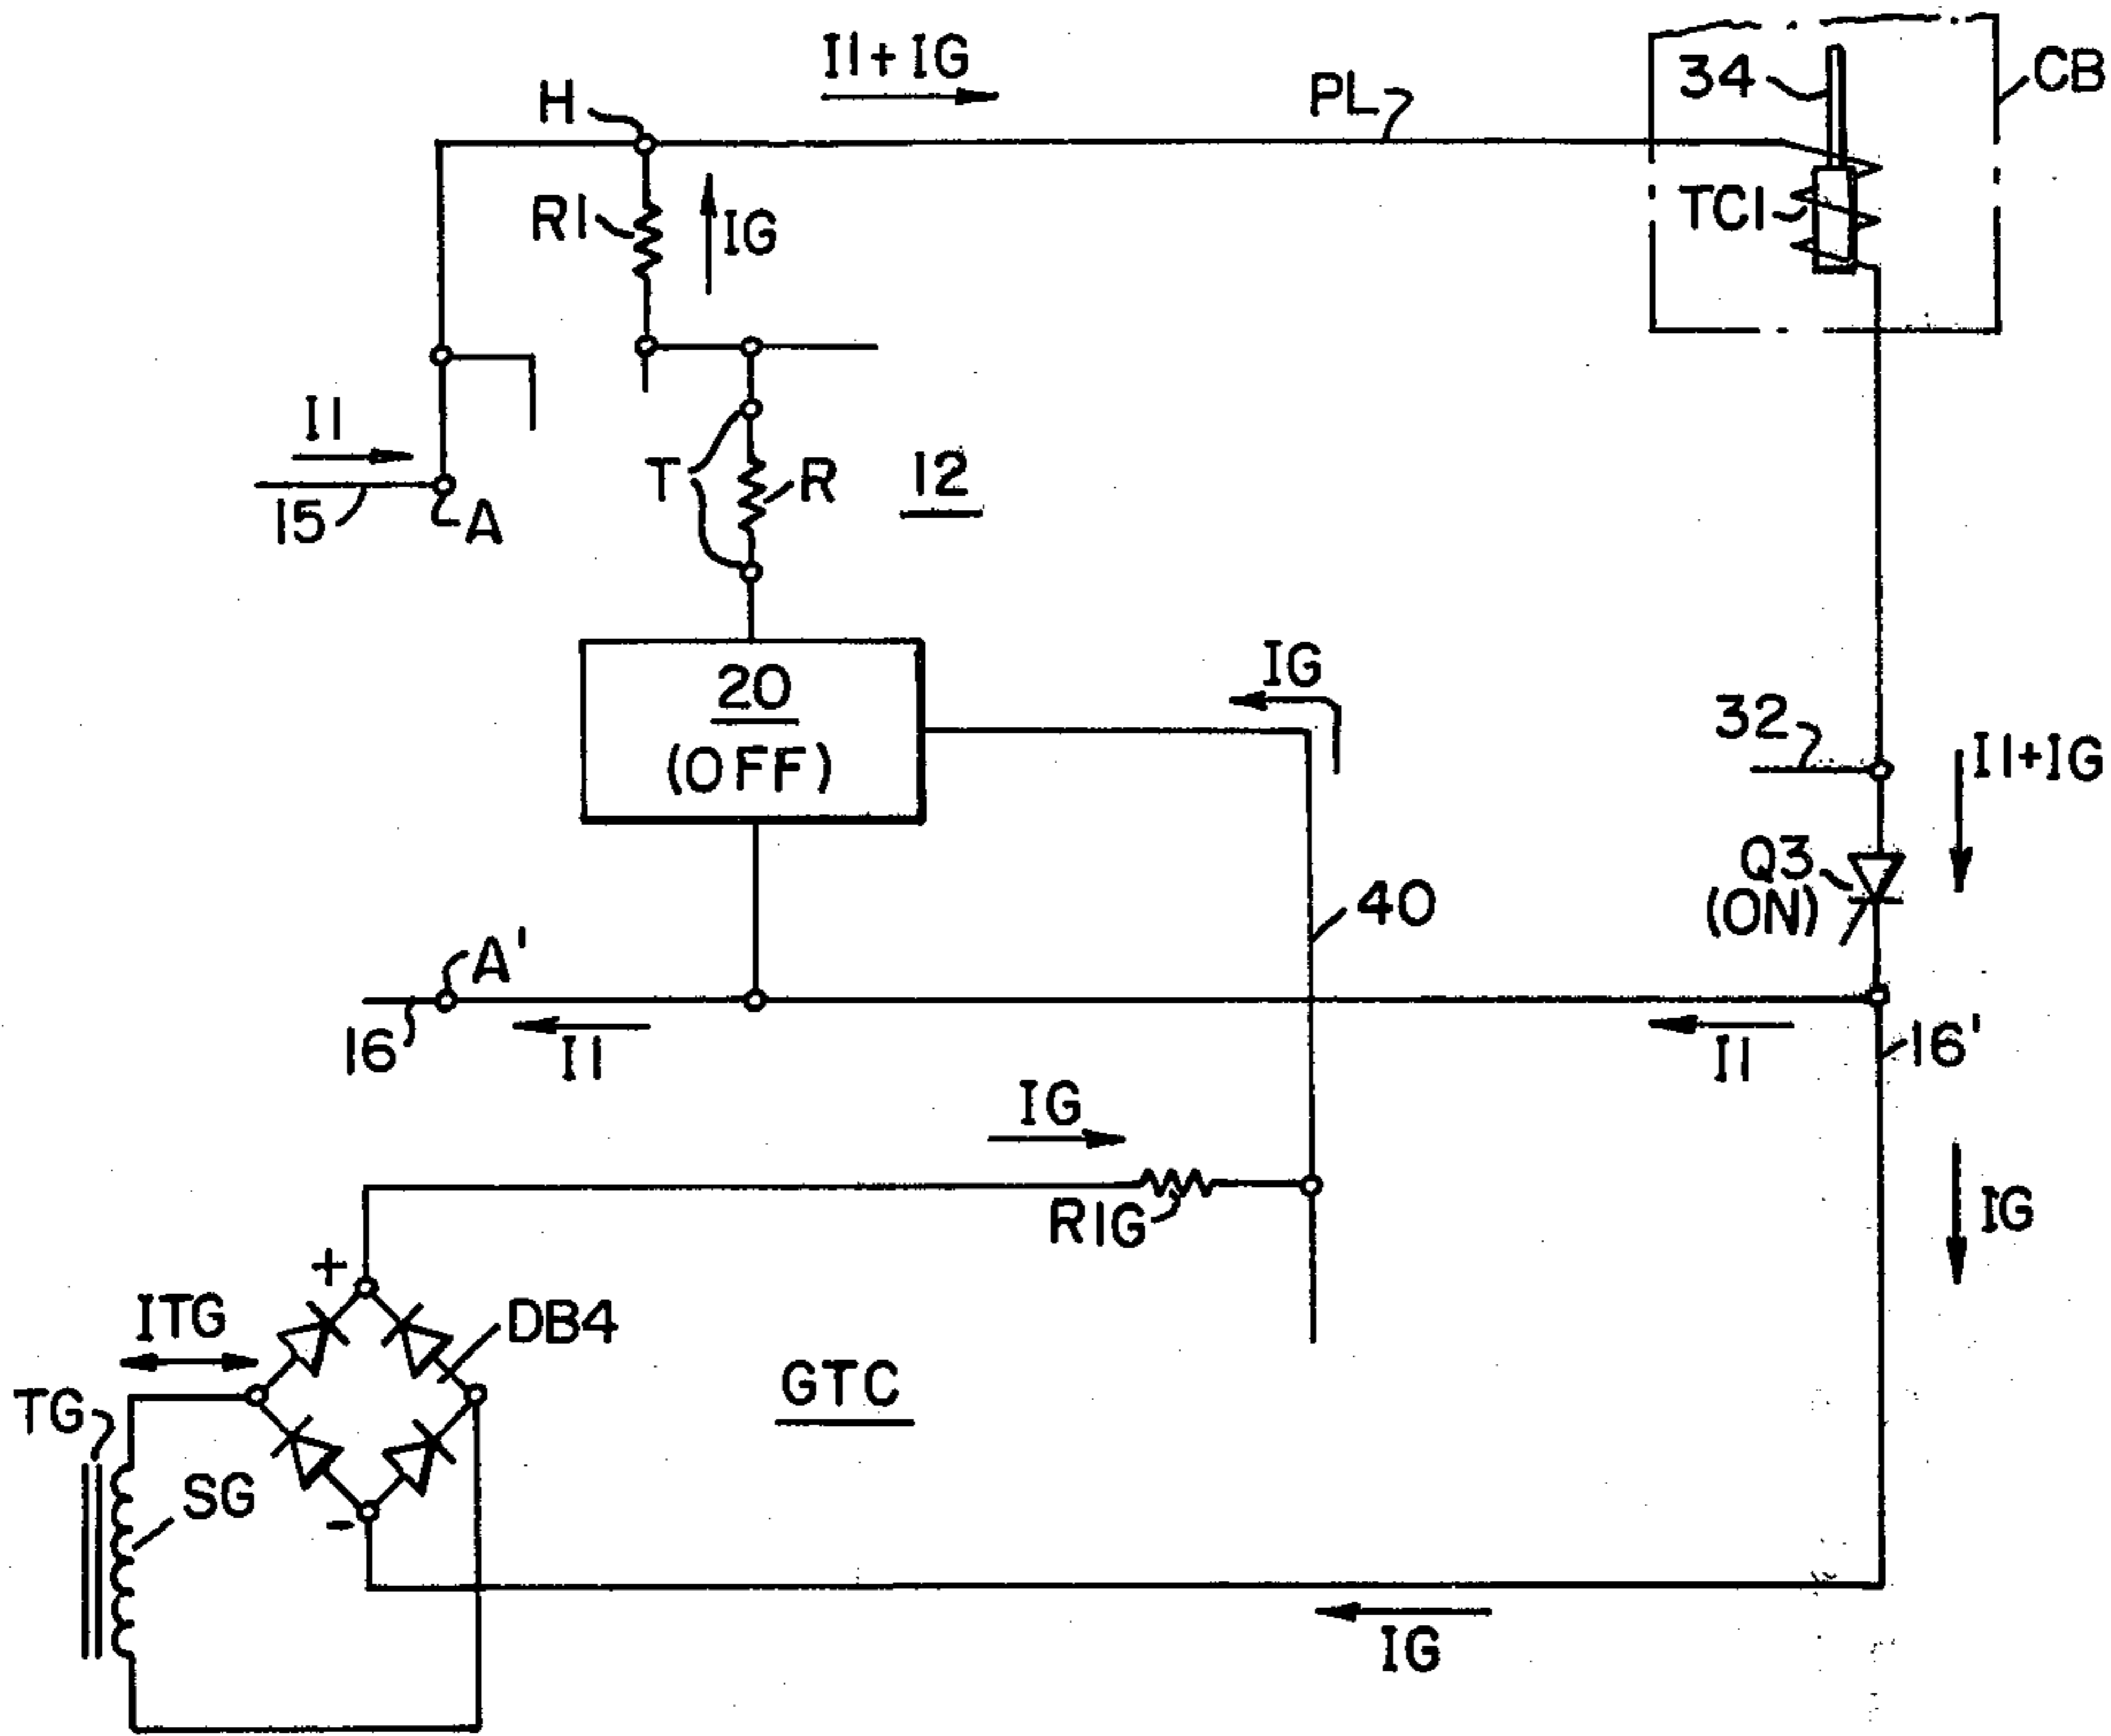 I1+IG
H
PL
34
CB
R1
IG
TC1
I1
15
A
T
R
12
20
(OFF)
IG
32
I1+IG
Q3
(ON)
40
A'
16
I1
I1
16'
IG
R1G
IG
+
ITG
DB4
GTC
TG
SG
-
IG